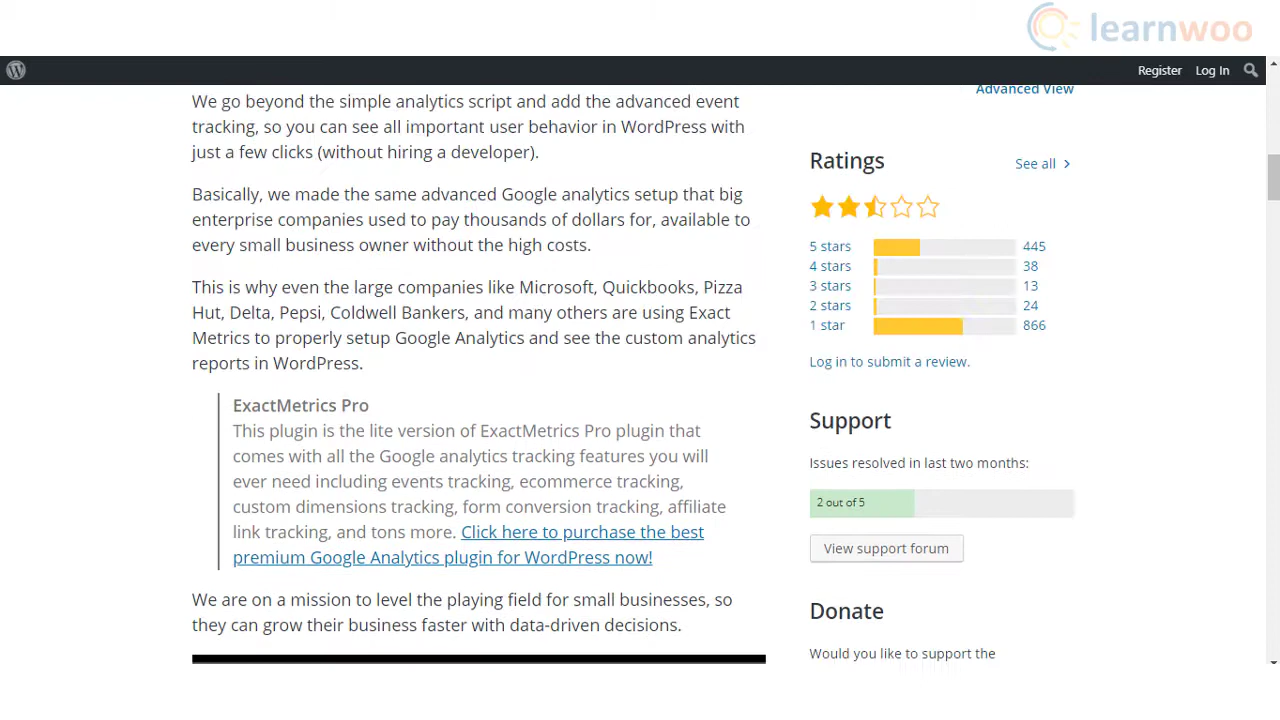 learnwoo
Register Log In
We go beyond the simple analytics script and add the advanced event
tracking, so you can see all important user behavior in WordPress with
just a few clicks (without hiring a developer).
Basically, we made the same advanced Google analytics setup that big
enterprise companies used to pay thousands of dollars for, available to
every small business owner without the high costs.
This is why even the large companies like Microsoft, Quickbooks, Pizza
Hut, Delta, Pepsi, Coldwell Bankers, and many others are using Exact
Metrics to properly setup Google Analytics and see the custom analytics
reports in WordPress.
ExactMetrics Pro
This plugin is the lite version of ExactMetrics Pro plugin that
comes with all the Google analytics tracking features you will
ever need including events tracking, ecommerce tracking,
custom dimensions tracking, form conversion tracking, affiliate
link tracking, and tons more. Click here to purchase the best
premium Google Analytics plugin for WordPress now!
We are on a mission to level the playing field for small businesses, so
they can grow their business faster with data-driven decisions.
Advanced View
Ratings See all
5 stars 445
4 stars 38
3 stars 13
2 stars 24
1 star 866
Log in to submit a review.
Support
Issues resolved in last two months:
2 out of 5
View support forum
Donate
Would you like to support the